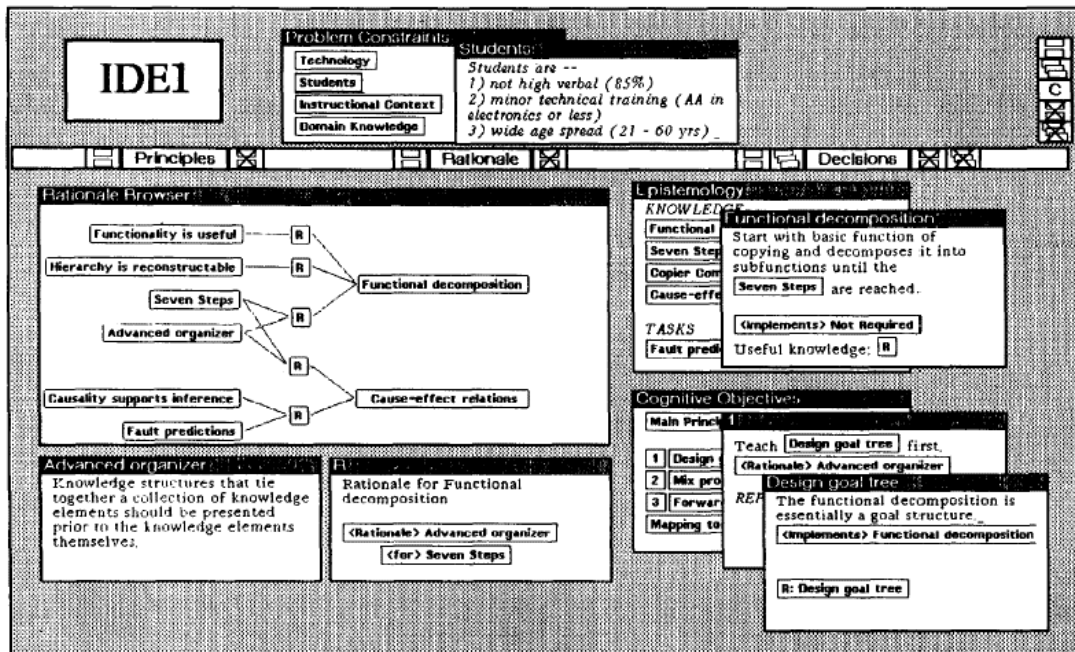 IDE1
Problem Constraints
Technology
Students
Instructional Context
Domain Knowledge
Students
Students are --
1) not high verbal (85%)
2) minor technical training (AA in
electronics or less)
3) wide age spread (21 - 60 yrs)
C
Principles
Rationale
Decisions
Rationale Browser
Functionality is useful
R
Hierarchy is reconstructable
R
Functional decomposition
Seven Steps
R
Advanced organizer
R
Causality supports inference
Cause-effect relations
R
Fault predictions
Advanced organizer
Knowledge structures that tie
together a collection of knowledge
elements should be presented
prior to the knowledge elements
themselves.
R
Rationale for Functional
decomposition
<Rationale> Advanced organizer
<for> Seven Steps
Epistemology
KNOWLEDGE
Functional
Seven Step
Copier Com
Cause-effe
TASKS
Fault predi
Functional decomposition
Start with basic function of
copying and decomposes it into
subfunctions until the
Seven Steps are reached.
<Implements> Not Required
Useful knowledge: R
Cognitive Objectives
Main Princi
1 Design
2 Mix pro
3 Forward
Mapping to
1
Teach Design goal tree first.
<Rationale> Advanced organizer
REP
Design goal tree
The functional decomposition is
essentially a goal structure.
<Implements> Functional decomposition
R: Design goal tree